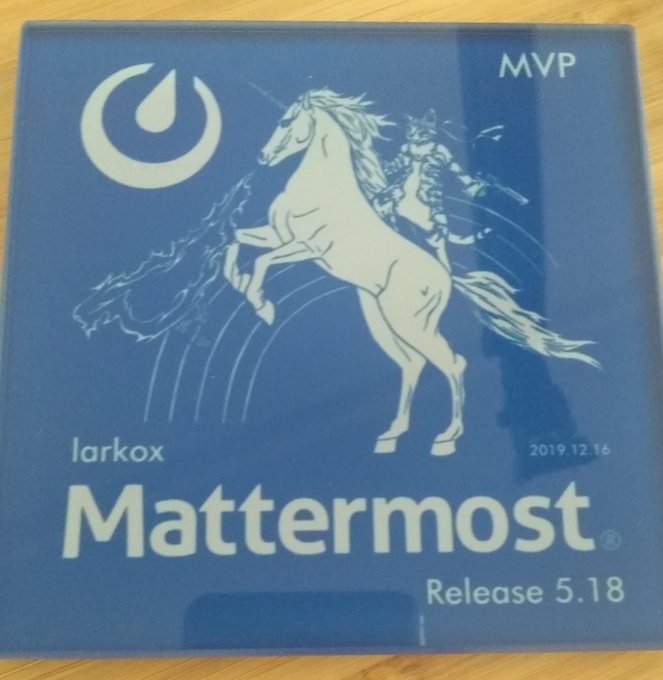 MVP
larkox
2019.12.16
Mattermost®
Release 5.18